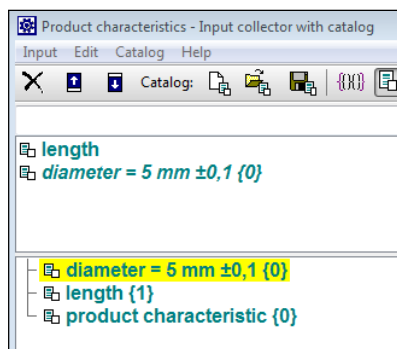 Product characteristics - Input collector with catalog
Input Edit Catalog Help
Catalog:
length
diameter = 5 mm ±0,1 {0}
diameter = 5 mm ±0,1 {0}
length {1}
product characteristic {0}